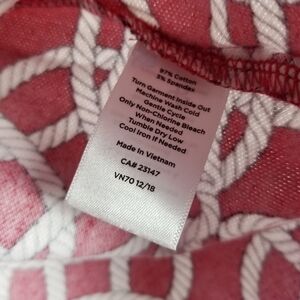 97% Cotton
3% Spandex
Turn Garment Inside Out
Machine Wash Cold
Gentle Cycle
Only Non-Chlorine Bleach
When Needed
Tumble Dry Low
Cool Iron If Needed
Made In Vietnam
CA# 23147
VN70 12/18